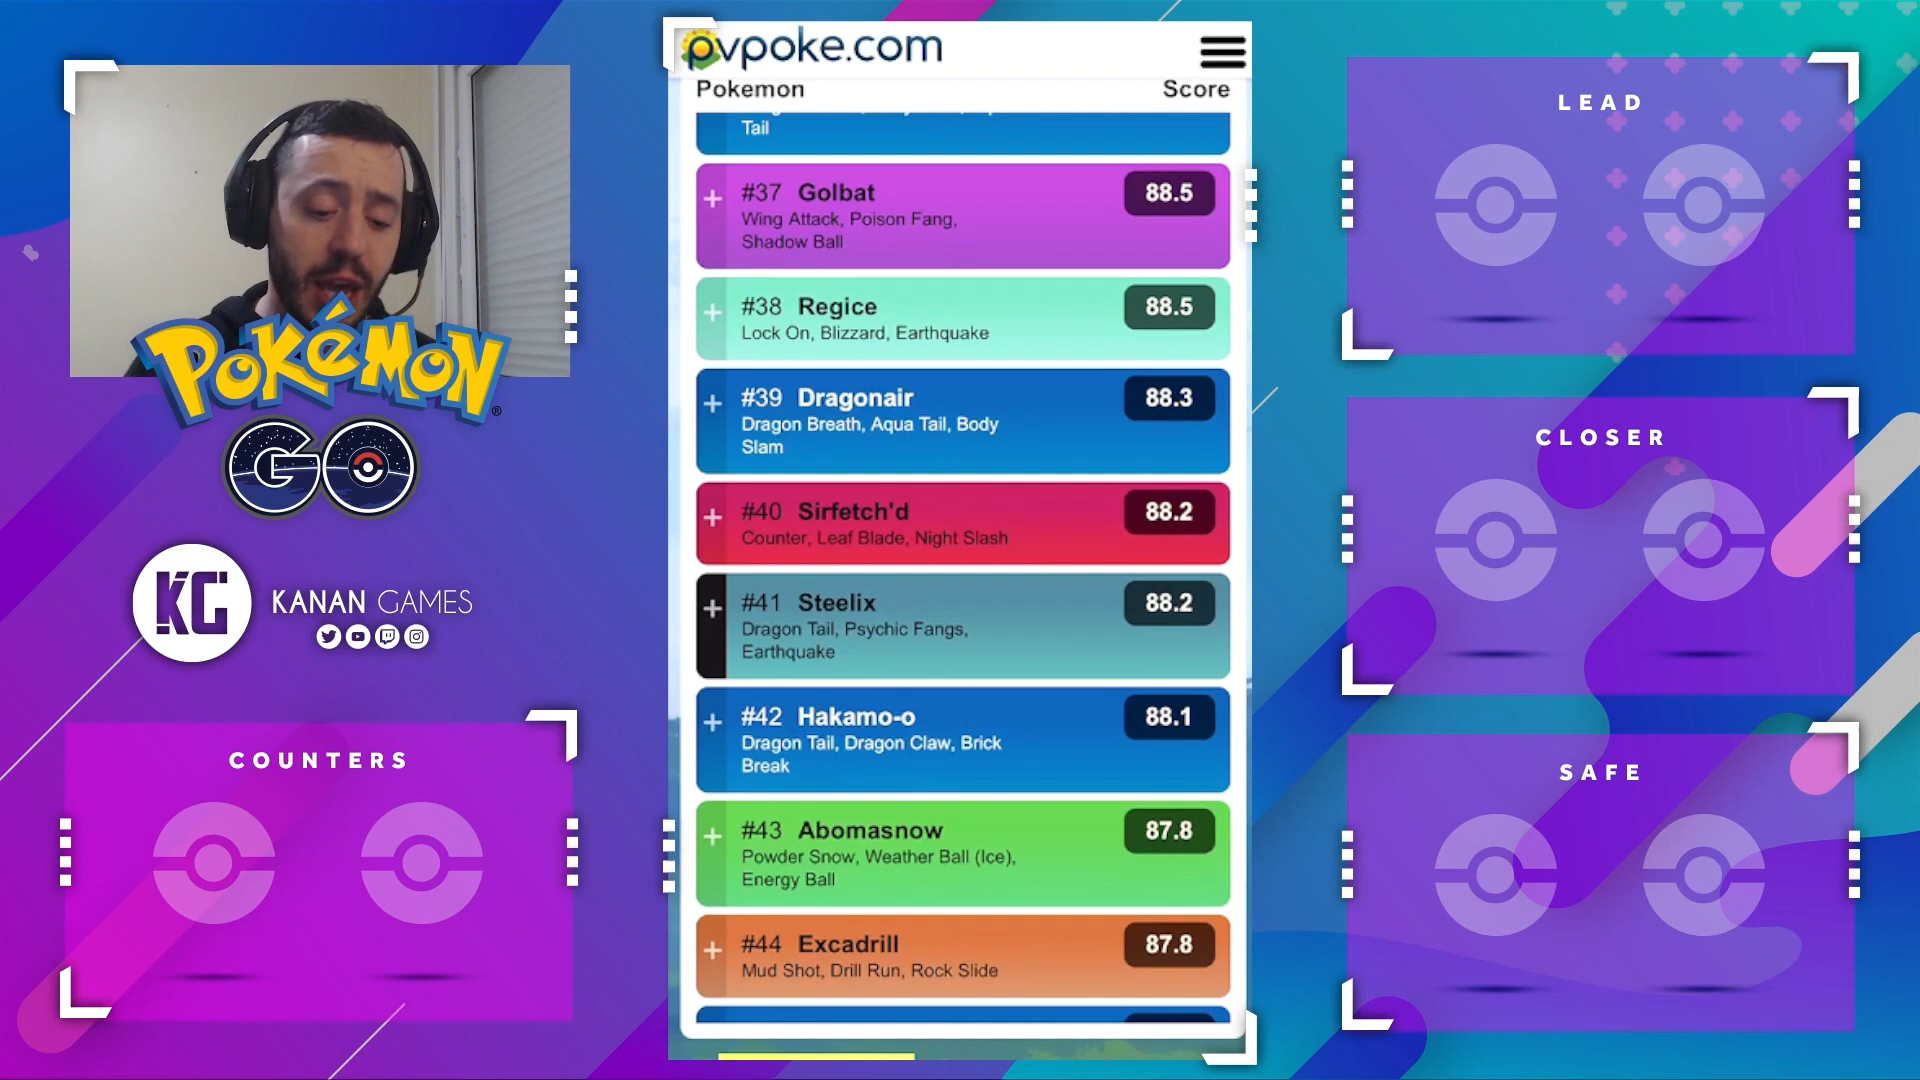 pvpoke.com
Pokemon Score
Tail
#37 Golbat 88.5
Wing Attack, Poison Fang,
Shadow Ball
#38 Regice 88.5
Lock On, Blizzard, Earthquake
#39 Dragonair 88.3
Dragon Breath, Aqua Tail, Body
Slam
#40 Sirfetch'd 88.2
Counter, Leaf Blade, Night Slash
#41 Steelix 88.2
Dragon Tail, Psychic Fangs,
Earthquake
#42 Hakamo-o 88.1
Dragon Tail, Dragon Claw, Brick
Break
#43 Abomasnow 87.8
Powder Snow, Weather Ball (Ice),
Energy Ball
#44 Excadrill 87.8
Mud Shot, Drill Run, Rock Slide
POKéMON
GO
KG KANAN GAMES
COUNTERS
LEAD
CLOSER
SAFE